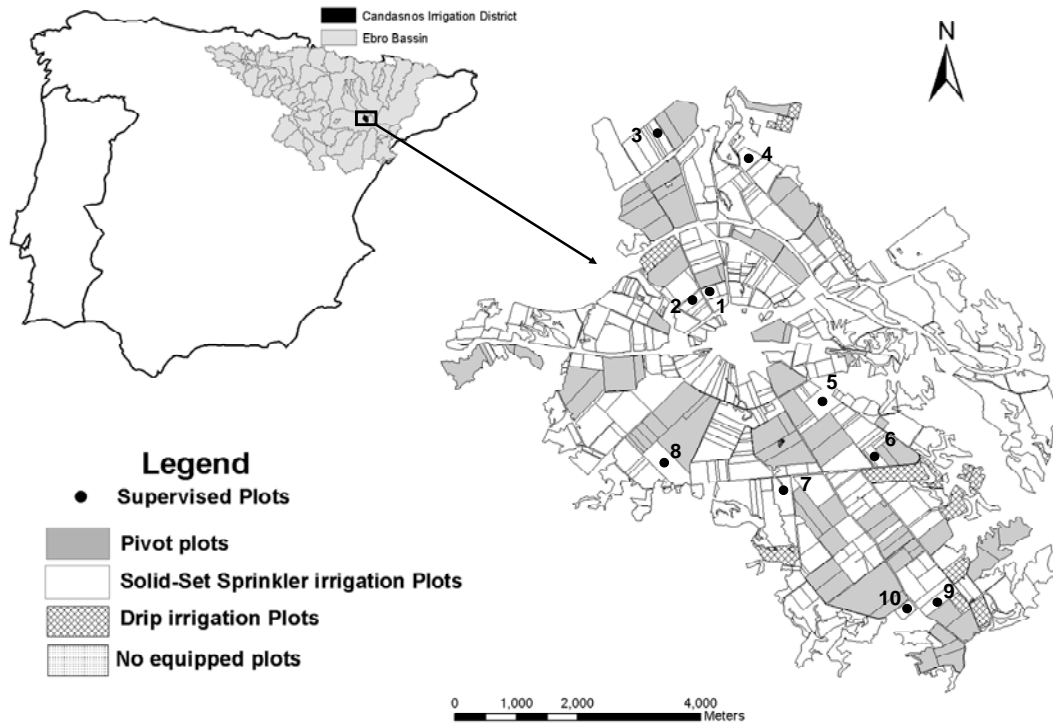 Candasnos Irrigation District
Ebro Bassin
N
3
4
2
1
5
6
8
7
10
9
Legend
Supervised Plots
Pivot plots
Solid-Set Sprinkler irrigation Plots
Drip irrigation Plots
No equipped plots
0 1,000 2,000 4,000
Meters